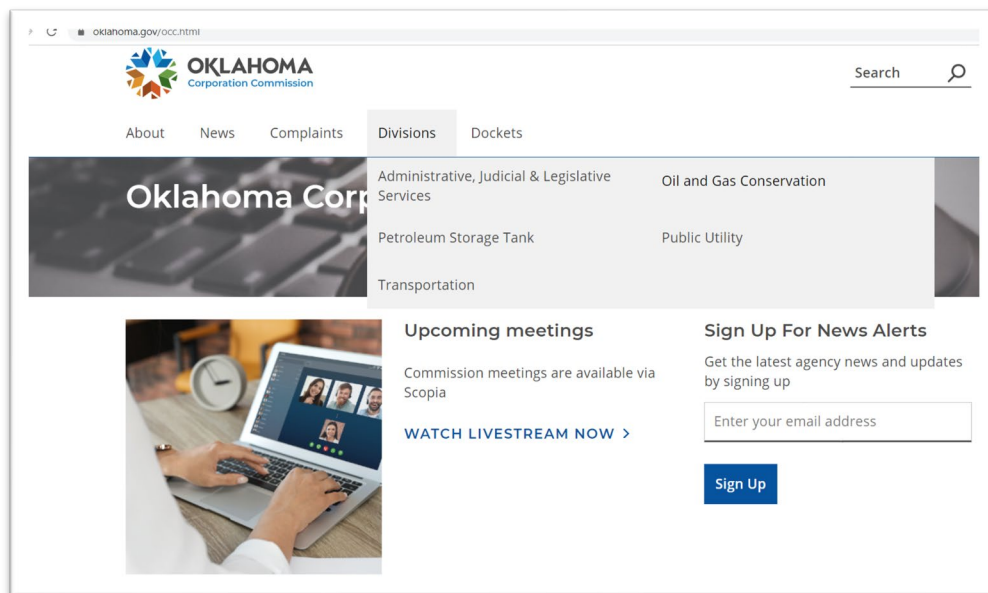 oklahoma.gov/occ.html
OKLAHOMA
Corporation Commission
Search
About News Complaints Divisions Dockets
Administrative, Judicial & Legislative
Services
Oil and Gas Conservation
Oklahoma Corp
Petroleum Storage Tank
Public Utility
Transportation
Upcoming meetings
Commission meetings are available via
Scopia
WATCH LIVESTREAM NOW >
Sign Up For News Alerts
Get the latest agency news and updates
by signing up
Enter your email address
Sign Up